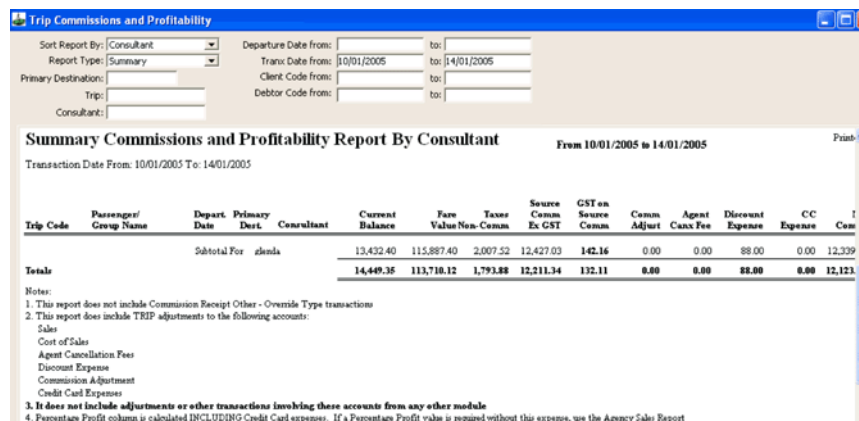 Trip Commissions and Profitability
Sort Report By: Consultant Departure Date from: to:
Report Type: Summary Tranx Date from: 10/01/2005 to: 14/01/2005
Primary Destination: Client Code from: to:
Trip: Debtor Code from: to:
Consultant:
Summary Commissions and Profitability Report By Consultant From 10/01/2005 to 14/01/2005 Print
Transaction Date From: 10/01/2005 To: 14/01/2005
Source GST on
Passenger/ Depart. Primary Current Fare Taxes Comm Source Comm Agent Discount CC
Trip Code Group Name Date Dest. Consultant Balance Value Non-Comm Ex GST Comm Adjust Canx Fee Expense Expense Com
Subtotal For glenda 13,432.40 115,887.40 2,007.52 12,427.03 142.16 0.00 0.00 88.00 0.00 12,339
Totals 14,449.35 113,710.12 1,793.88 12,211.34 132.11 0.00 0.00 88.00 0.00 12,123.
Notes:
1. This report does not include Commission Receipt Other - Override Type transactions
2. This report does include TRIP adjustments to the following accounts:
Sales
Cost of Sales
Agent Cancellation Fees
Discount Expense
Commission Adjustment
Credit Card Expenses
3. It does not include adjustments or other transactions involving these accounts from any other module
4. Percentage Profit column is calculated INCLUDING Credit Card expenses. If a Percentage Profit value is required without this expense, use the Agency Sales Report